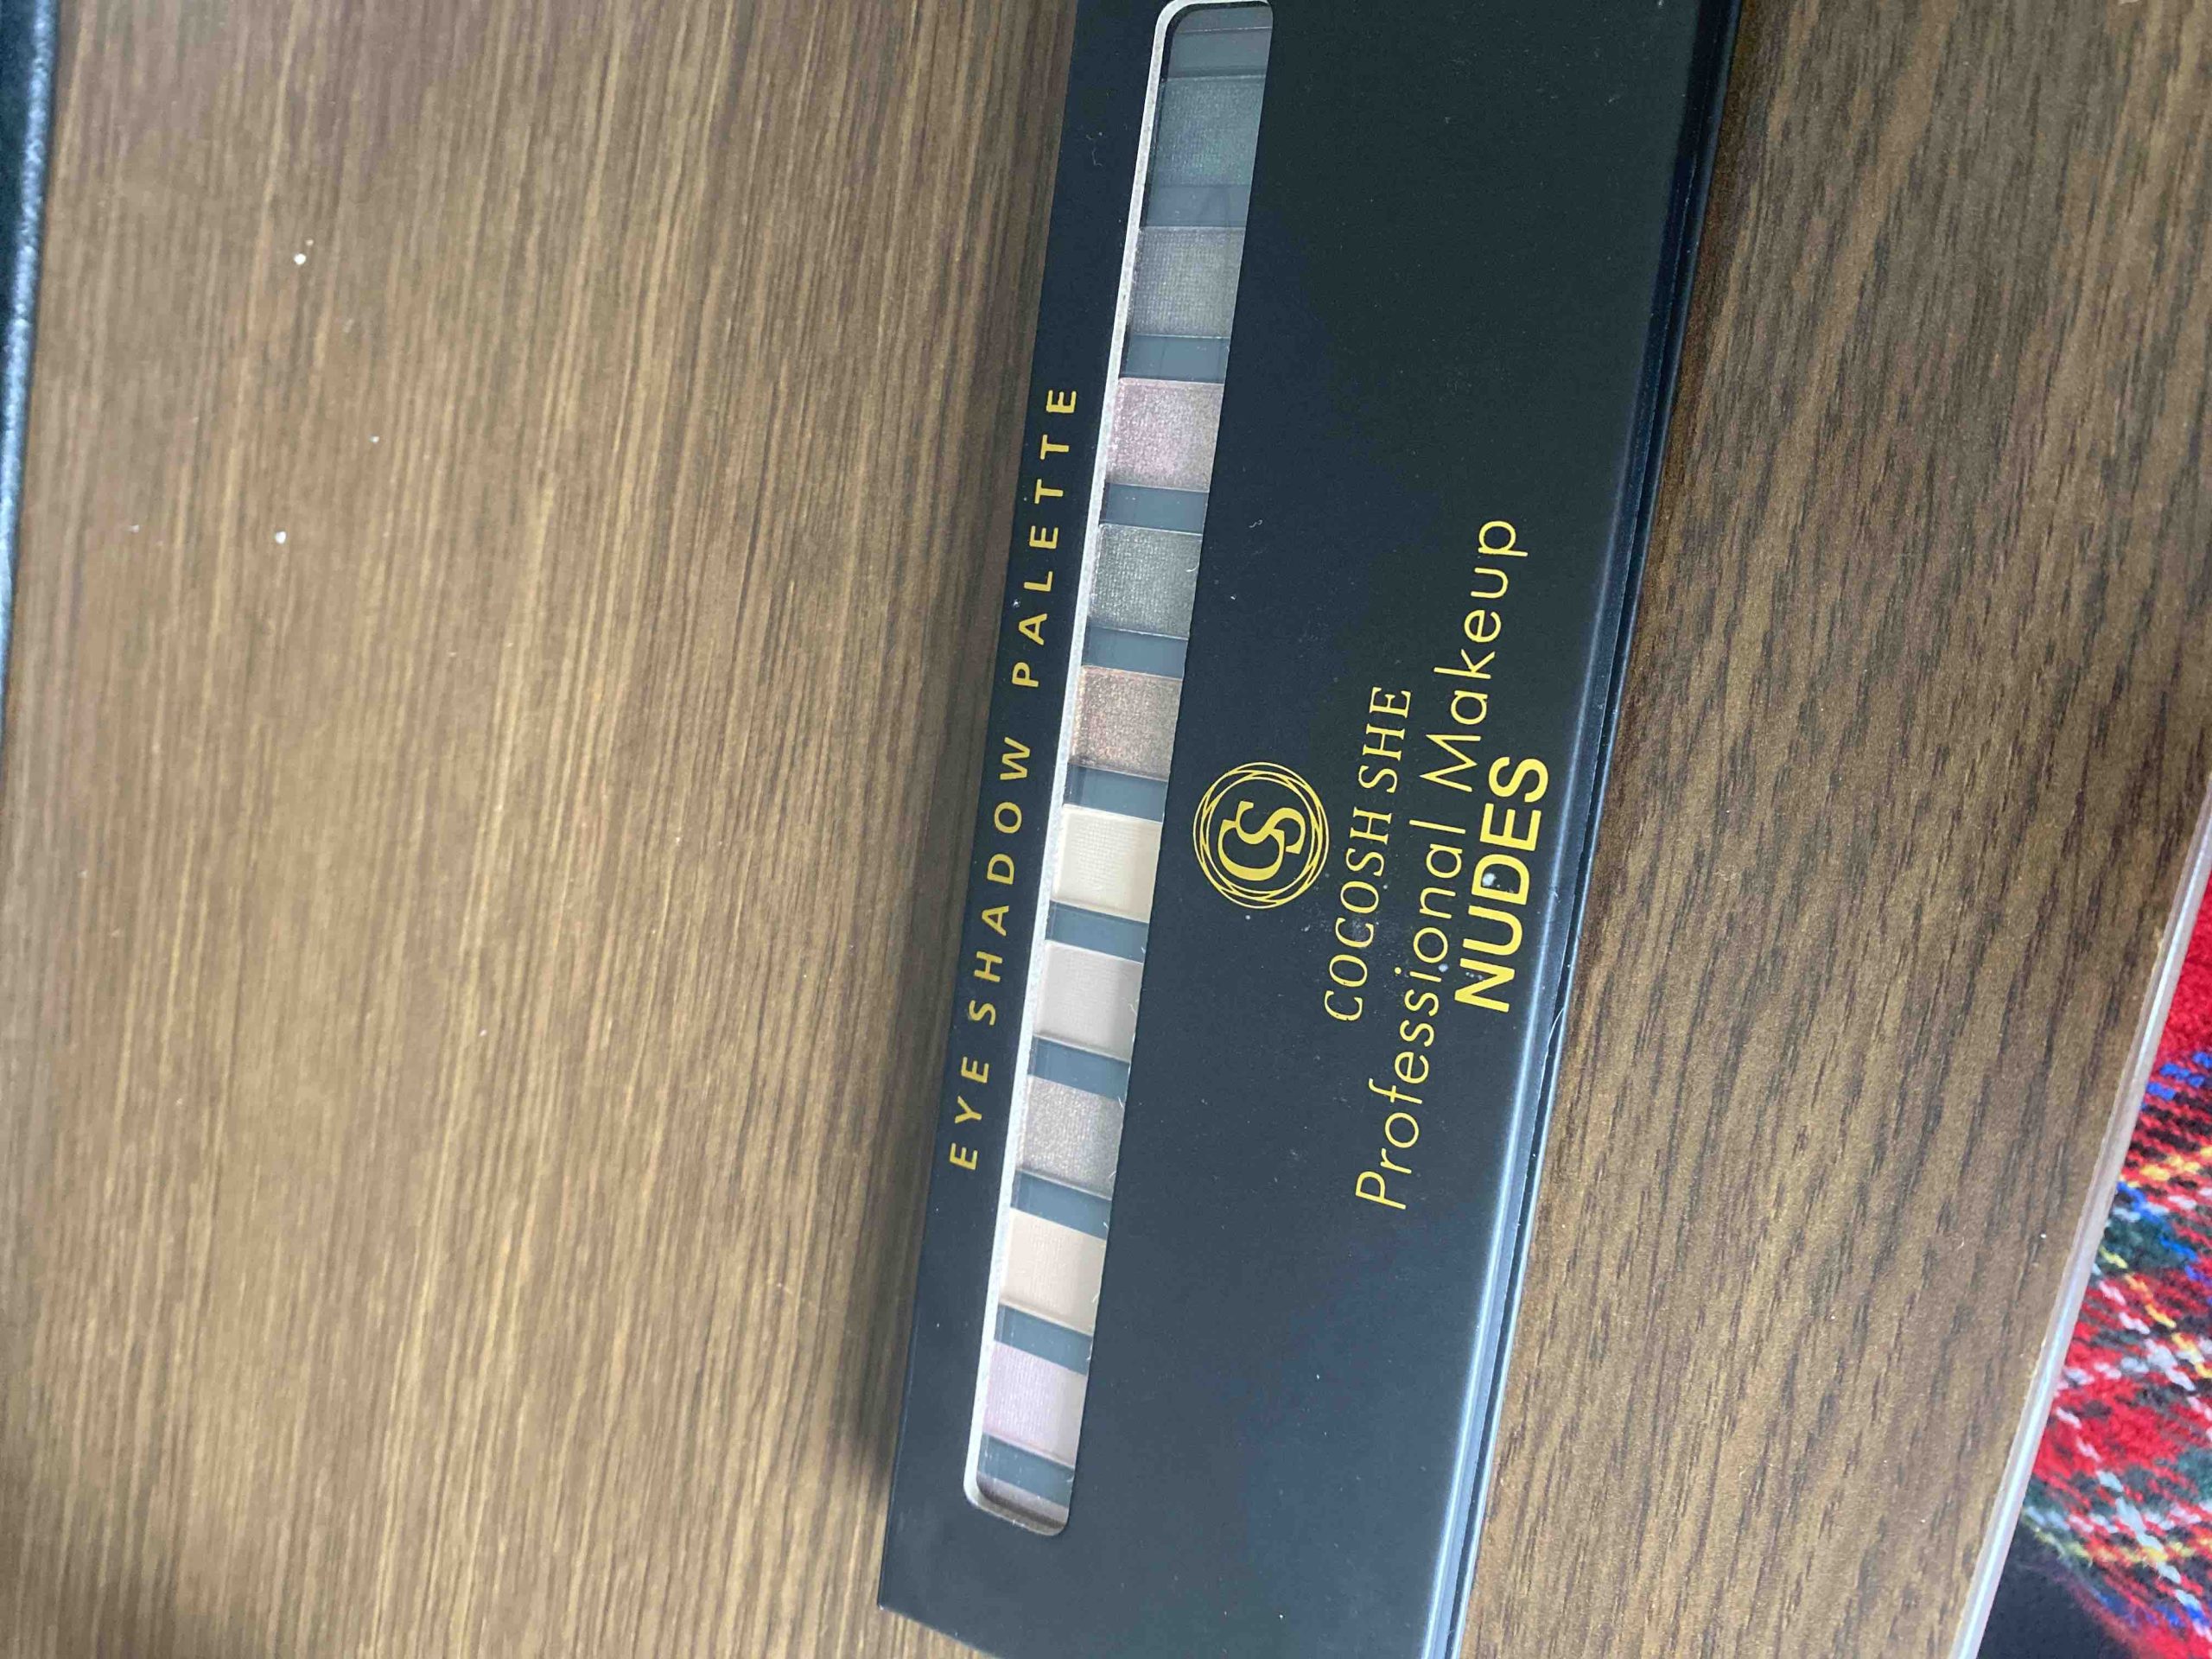 EYE SHADOW PALETTE
CS
COCOSH SHE
Professional Makeup
NUDES